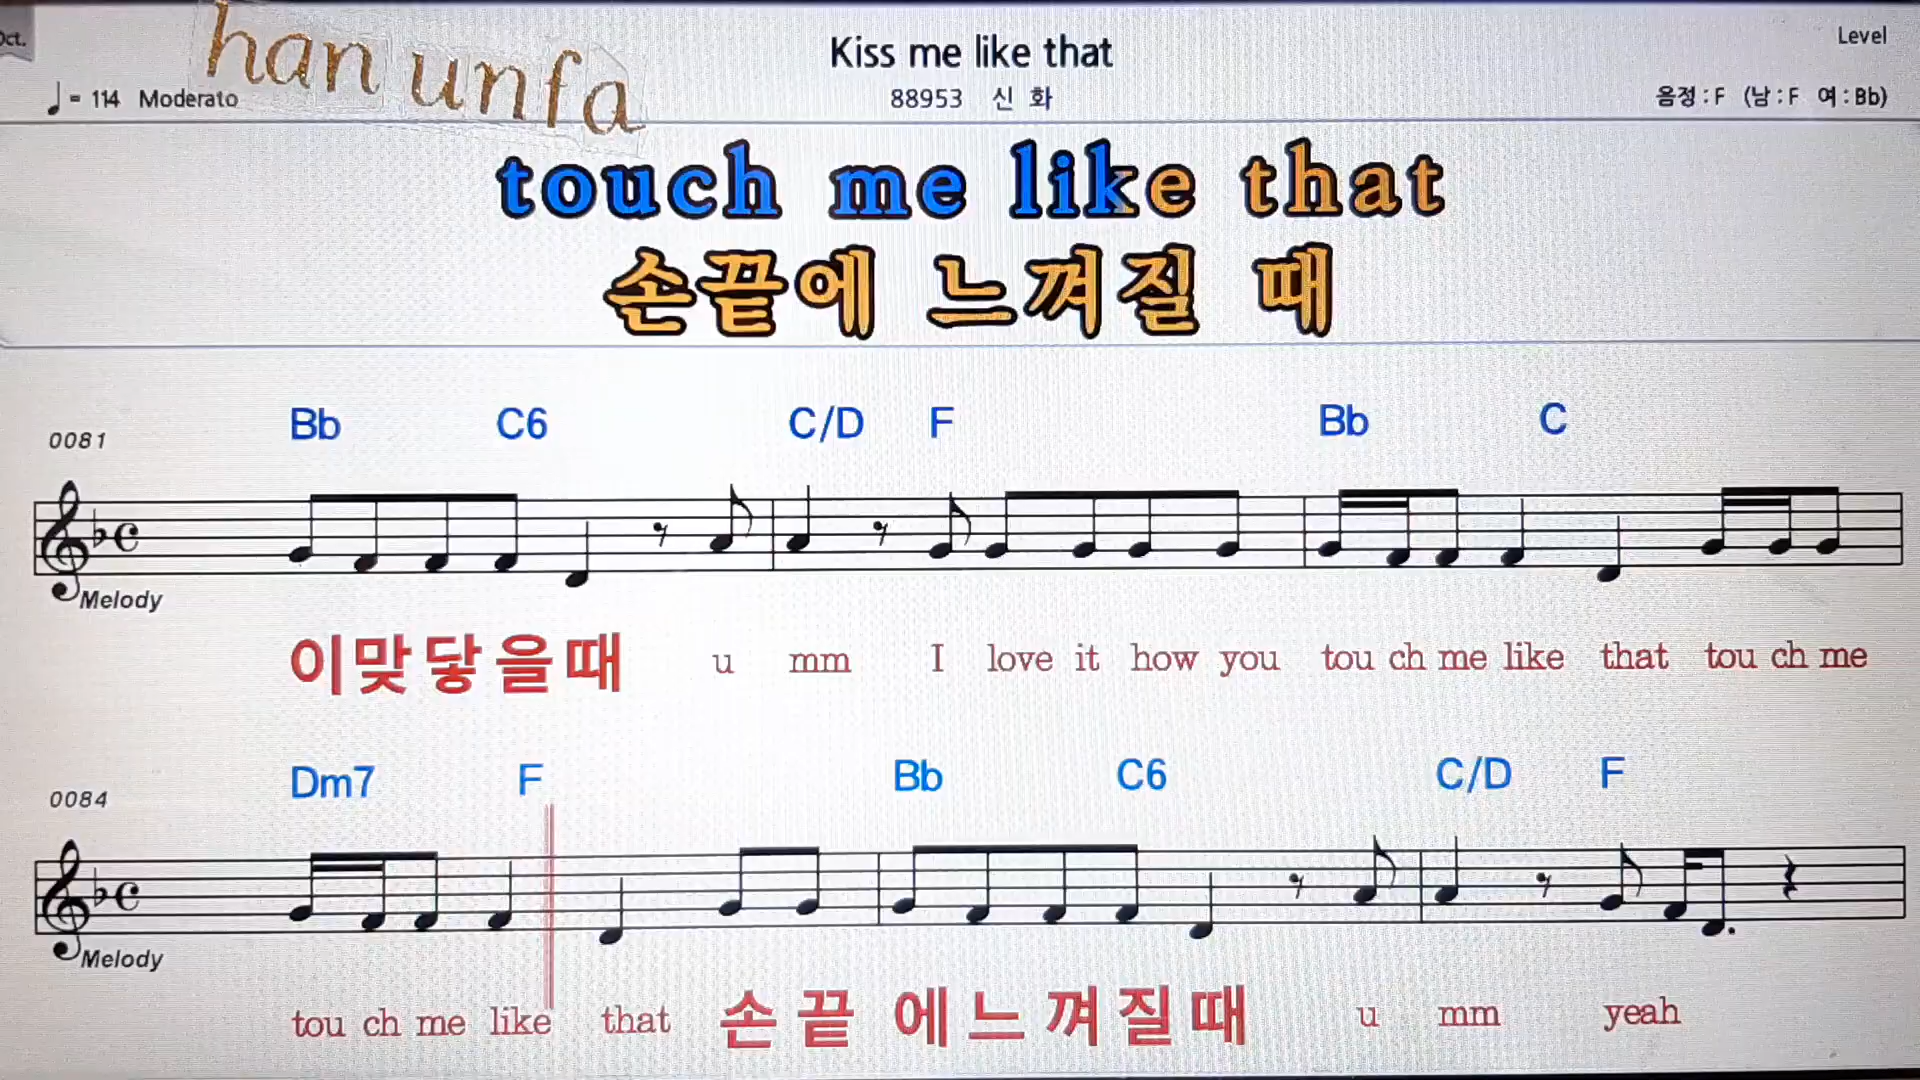 Oct.
han unfa
Kiss me like that
Level
♩= 114 Moderato
88953 신 화
음정 : F (남 : F 여 : Bb)
touch me like that
손끝에 느껴질 때
Bb C6 C/D F Bb C
0081
Melody
이 맞 닿 을 때 u mm I love it how you tou ch me like that tou ch me
Dm7 F Bb C6 C/D F
0084
Melody
tou ch me like that 손 끝 에 느 껴 질 때 u mm yeah